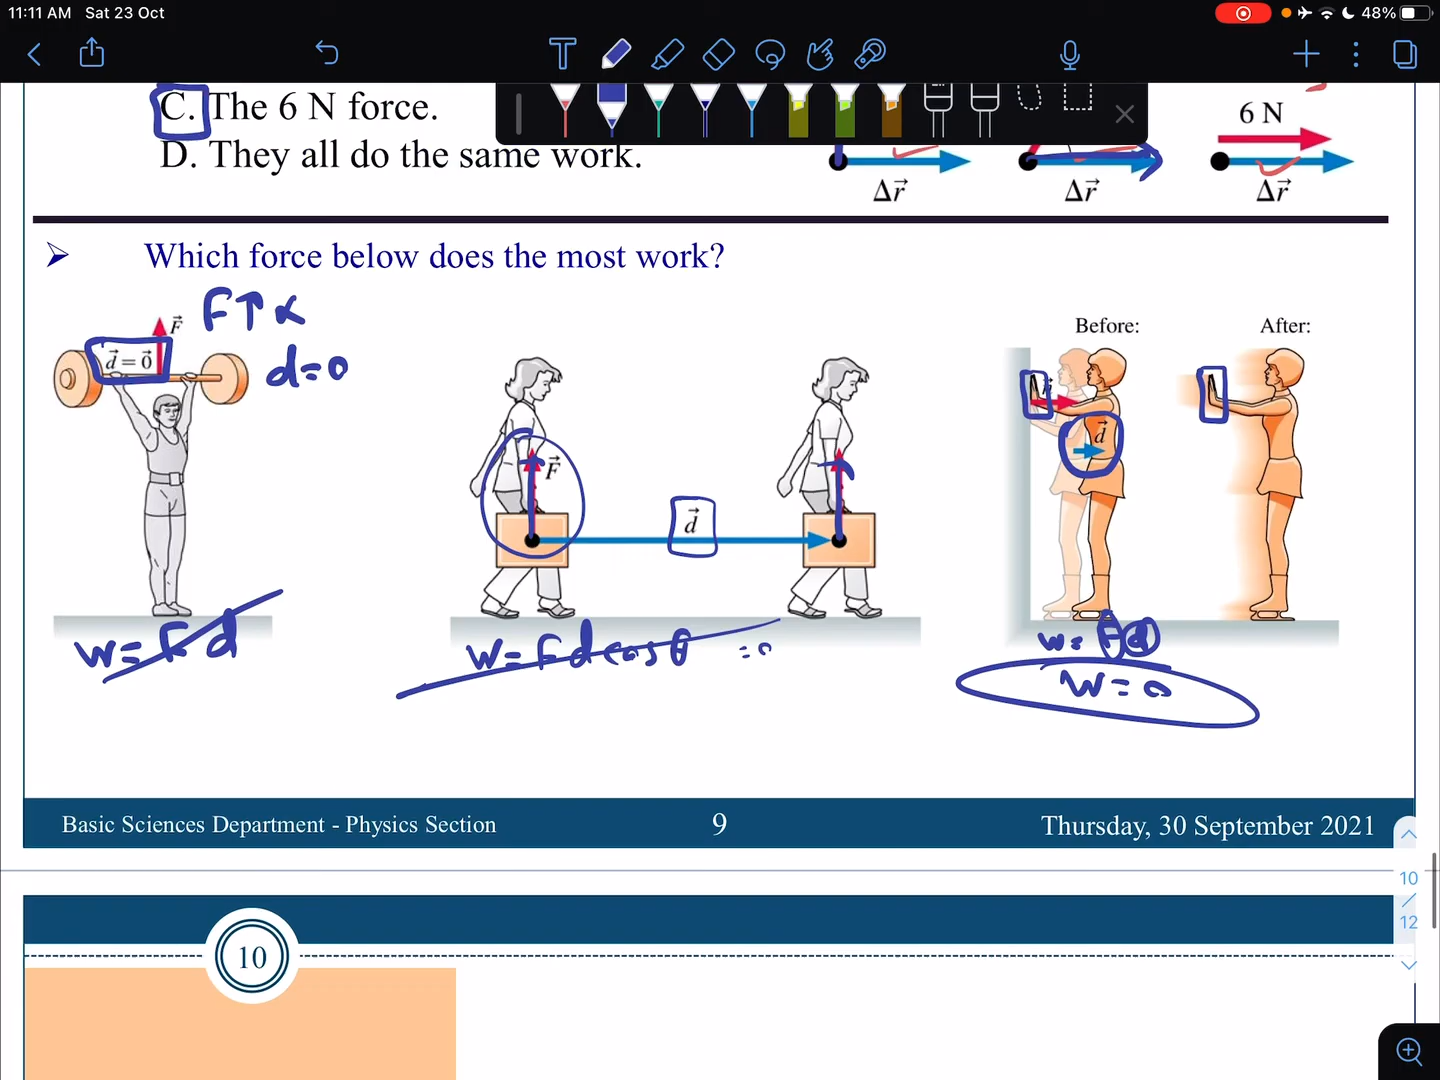 11:11 AM Sat 23 Oct
48%
C. The 6 N force.
D. They all do the same work.
6 N
Δr⃗
Δr⃗
Δr⃗
➢ Which force below does the most work?
F⃗
d⃗ = 0⃗
F↑
d=0
F⃗
d⃗
Before:
After:
d⃗
W= Fd
W= Fd cos θ =0
W= Fd
W=0
Basic Sciences Department - Physics Section
9
Thursday, 30 September 2021
10
/
12
10